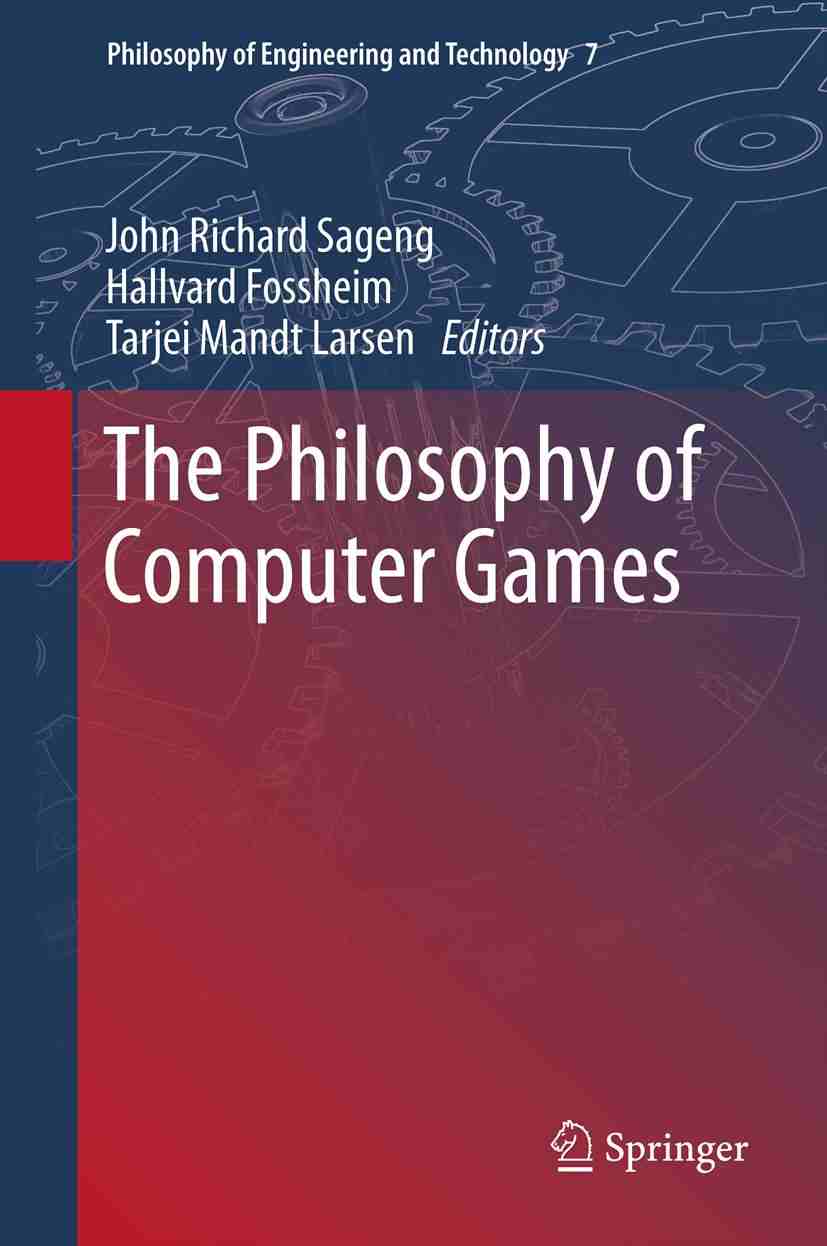 Philosophy of Engineering and Technology 7
John Richard Sageng
Hallvard Fossheim
Tarjei Mandt Larsen Editors
The Philosophy of
Computer Games
Springer